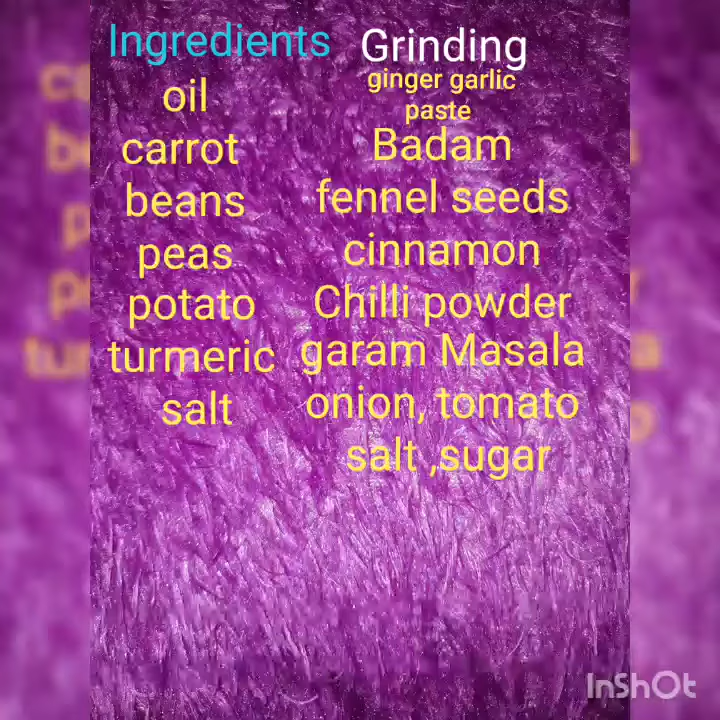 Ingredients
oil
carrot
beans
peas
potato
turmeric
salt
Grinding
ginger garlic
paste
Badam
fennel seeds
cinnamon
Chilli powder
garam Masala
onion, tomato
salt ,sugar
InShOt